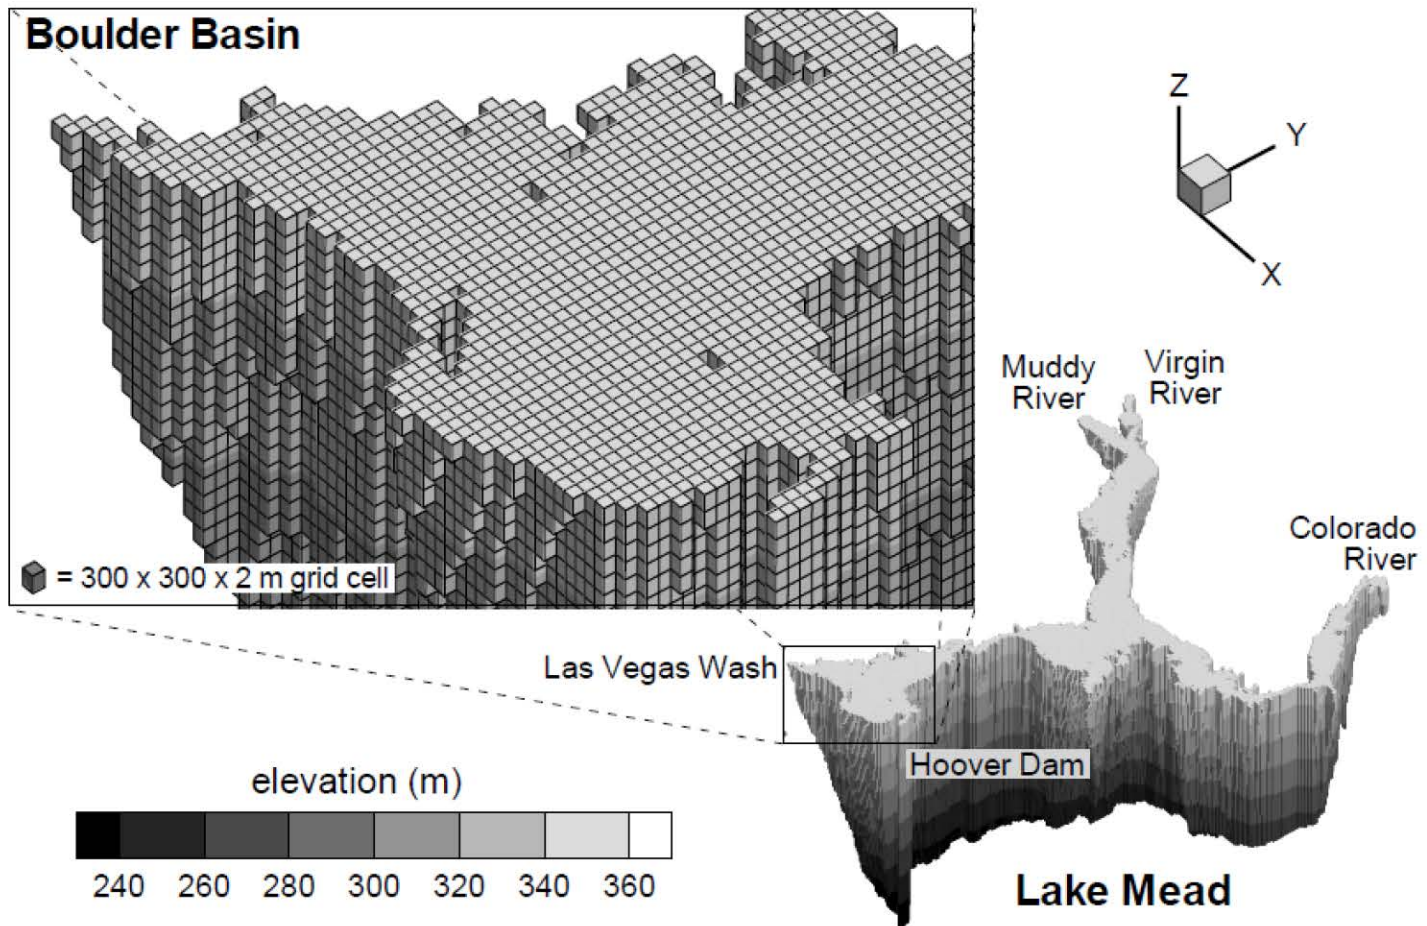 Boulder Basin
Z
Y
X
= 300 x 300 x 2 m grid cell
Muddy
River
Virgin
River
Colorado
River
Las Vegas Wash
Hoover Dam
elevation (m)
240 260 280 300 320 340 360
Lake Mead